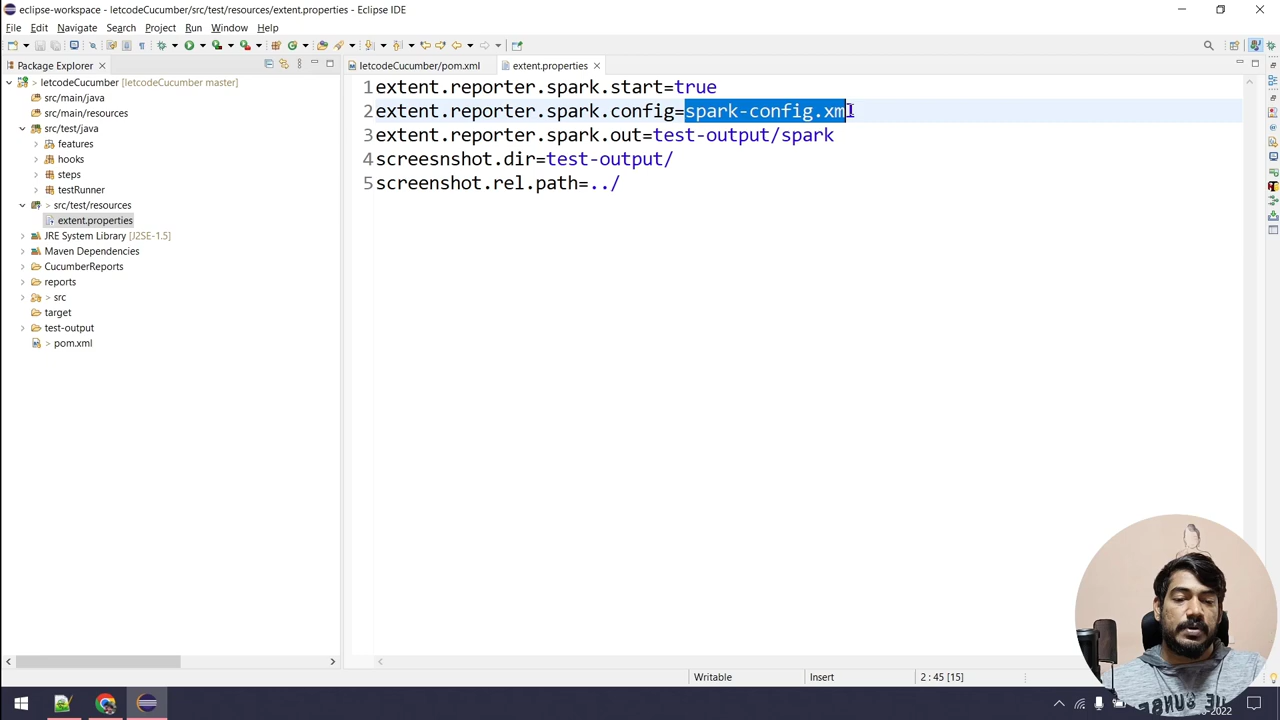 eclipse-workspace - letcodeCucumber/src/test/resources/extent.properties - Eclipse IDE
File Edit Navigate Search Project Run Window Help
Package Explorer
letcodeCucumber/pom.xml
extent.properties
letcodeCucumber [letcodeCucumber master]
src/main/java
src/main/resources
src/test/java
features
hooks
steps
testRunner
src/test/resources
extent.properties
JRE System Library [J2SE-1.5]
Maven Dependencies
CucumberReports
reports
src
target
test-output
pom.xml
1 extent.reporter.spark.start=true
2 extent.reporter.spark.config=spark-config.xm
3 extent.reporter.spark.out=test-output/spark
4 screesnshot.dir=test-output/
5 screenshot.rel.path=../
Writable
Insert
2 : 45 [15]